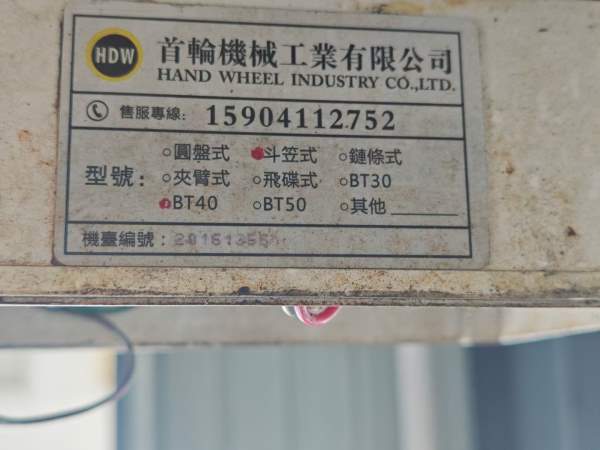 HDW 首輪機械工業有限公司
HAND WHEEL INDUSTRY CO.,LTD.
售服專線: 15904112752
型號:
圓盤式 斗笠式 鏈條式
夾臂式 飛碟式 BT30
BT40 BT50 其他
機臺編號: